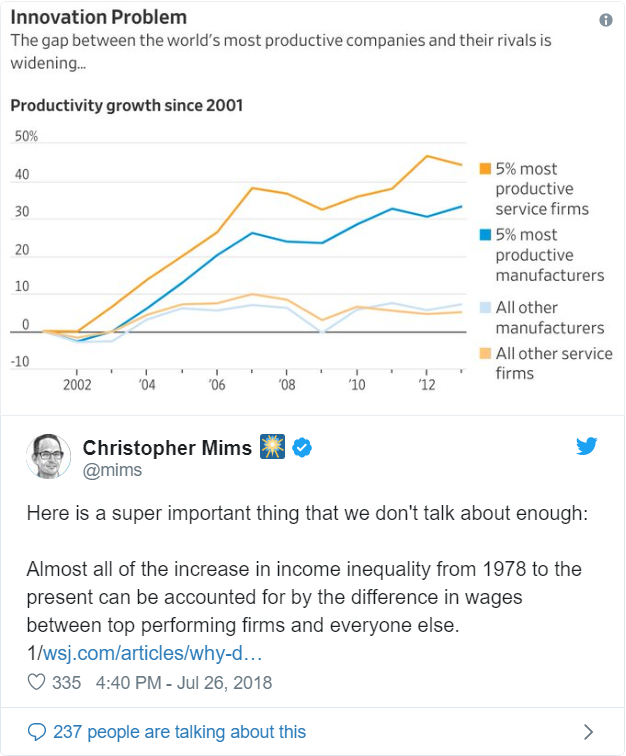 Innovation Problem
The gap between the world's most productive companies and their rivals is
widening...
Productivity growth since 2001
50%
40
30
20
10
0
-10
2002
'04
'06
'08
'10
'12
5% most
productive
service firms
5% most
productive
manufacturers
All other
manufacturers
All other service
firms
Christopher Mims
@mims
Here is a super important thing that we don't talk about enough:
Almost all of the increase in income inequality from 1978 to the
present can be accounted for by the difference in wages
between top performing firms and everyone else.
1/wsj.com/articles/why-d…
335 4:40 PM - Jul 26, 2018
237 people are talking about this